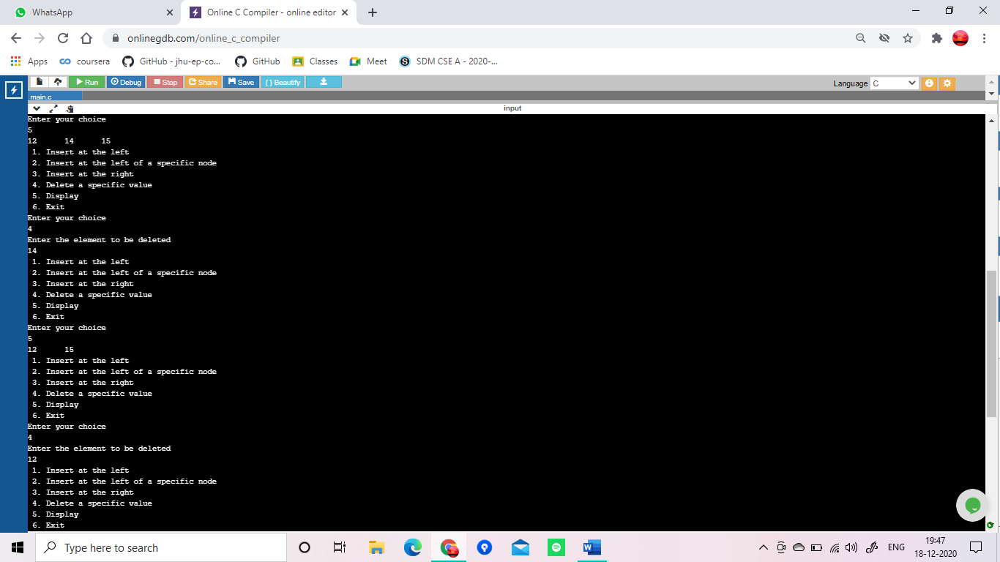 WhatsApp
Online C Compiler - online editor
onlinegdb.com/online_c_compiler
Apps coursera GitHub - jhu-ep-co... GitHub Classes Meet SDM CSE A - 2020-...
Run Debug Stop Share Save { } Beautify Language C
main.c
input
Enter your choice
5
12 14 15
1. Insert at the left
2. Insert at the left of a specific node
3. Insert at the right
4. Delete a specific value
5. Display
6. Exit
Enter your choice
4
Enter the element to be deleted
14
1. Insert at the left
2. Insert at the left of a specific node
3. Insert at the right
4. Delete a specific value
5. Display
6. Exit
Enter your choice
5
12 15
1. Insert at the left
2. Insert at the left of a specific node
3. Insert at the right
4. Delete a specific value
5. Display
6. Exit
Enter your choice
4
Enter the element to be deleted
12
1. Insert at the left
2. Insert at the left of a specific node
3. Insert at the right
4. Delete a specific value
5. Display
6. Exit
Type here to search
ENG
19:47
18-12-2020